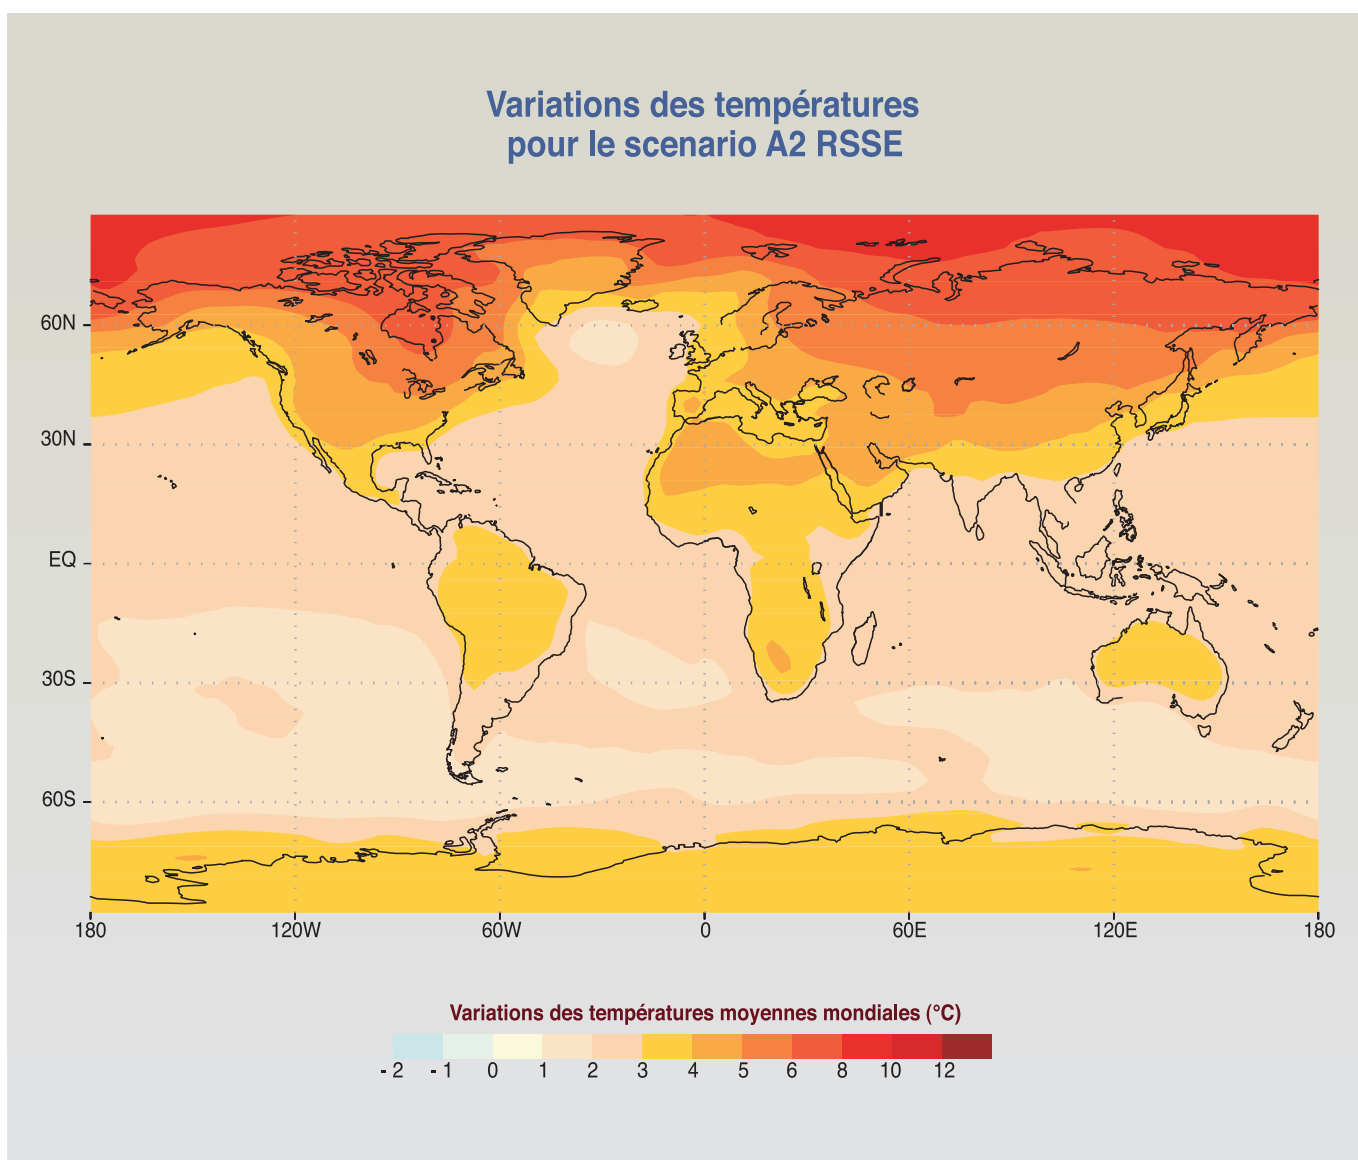 Variations des températures
pour le scenario A2 RSSE
60N
30N
EQ
30S
60S
180 120W 60W 0 60E 120E 180
Variations des températures moyennes mondiales (°C)
- 2 - 1 0 1 2 3 4 5 6 8 10 12